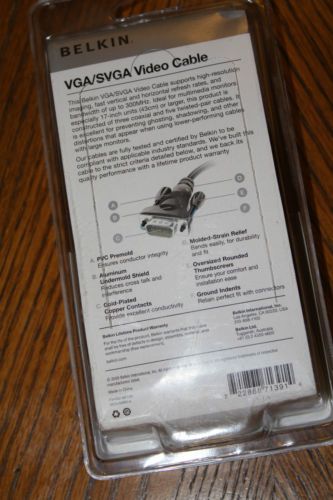 BELKIN
VGA/SVGA Video Cable
This Belkin VGA/SVGA Video Cable supports high-resolution
imaging, fast vertical and horizontal refresh rates, and
bandwidth of up to 300MHz. Ideal for multimedia monitors
especially 17-inch units (43cm) or larger, this product is
constructed of three coaxial and five twisted-pair cables. It
is excellent for preventing ghosting, shadowing, and other
distortions that appear when using lower-performing cables
with large monitors.
Our cables are fully tested and certified by Belkin to be
compliant with applicable industry standards. We've built this
cable to the strict criteria detailed below, and we back its
quality performance with a lifetime product warranty.
A
B
C
D
E
F
A. PVC Premold
Ensures conductor integrity
B. Aluminum
Undermold Shield
Reduces cross talk and
interference
C. Gold-Plated
Copper Contacts
Provide excellent conductivity
D. Molded-Strain Relief
Bends easily, for durability
and fit
E. Oversized Rounded
Thumbscrews
Ensure your comfort and
installation ease
F. Ground Indents
Retain perfect fit with connectors
Belkin Lifetime Product Warranty
Belkin International, Inc.
Los Angeles, CA 90220, USA
Belkin Ltd.
Tuggerah, Australia
Made in China
7 22868 71391